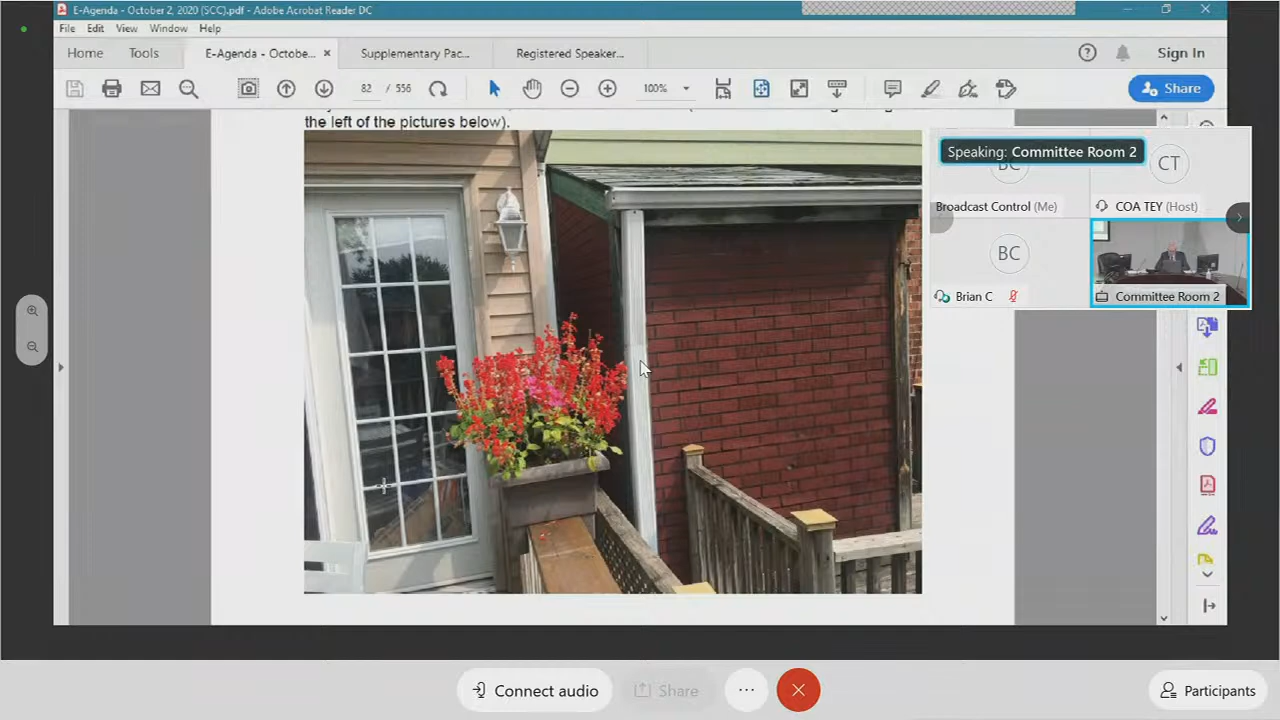 E-Agenda - October 2, 2020 (SCC).pdf - Adobe Acrobat Reader DC
File Edit View Window Help
Home Tools E-Agenda - Octobe... × Supplementary Pac... Registered Speaker... Sign In
82 / 556 100% Share
the left of the pictures below).
Speaking: Committee Room 2
BC CT
Broadcast Control (Me) COA TEY (Host)
BC
Brian C Committee Room 2
Connect audio Share ... Participants